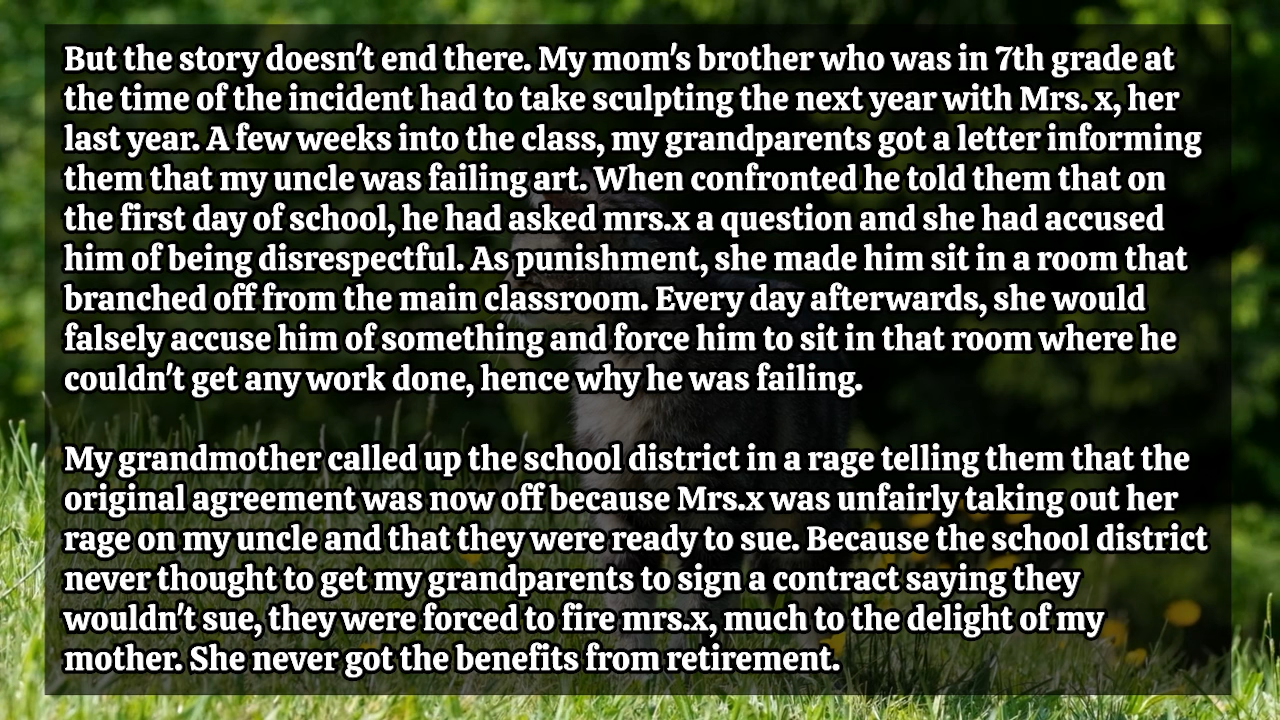 But the story doesn't end there. My mom's brother who was in 7th grade at
the time of the incident had to take sculpting the next year with Mrs. x, her
last year. A few weeks into the class, my grandparents got a letter informing
them that my uncle was failing art. When confronted he told them that on
the first day of school, he had asked mrs.x a question and she had accused
him of being disrespectful. As punishment, she made him sit in a room that
branched off from the main classroom. Every day afterwards, she would
falsely accuse him of something and force him to sit in that room where he
couldn't get any work done, hence why he was failing.

My grandmother called up the school district in a rage telling them that the
original agreement was now off because Mrs.x was unfairly taking out her
rage on my uncle and that they were ready to sue. Because the school district
never thought to get my grandparents to sign a contract saying they
wouldn't sue, they were forced to fire mrs.x, much to the delight of my
mother. She never got the benefits from retirement.